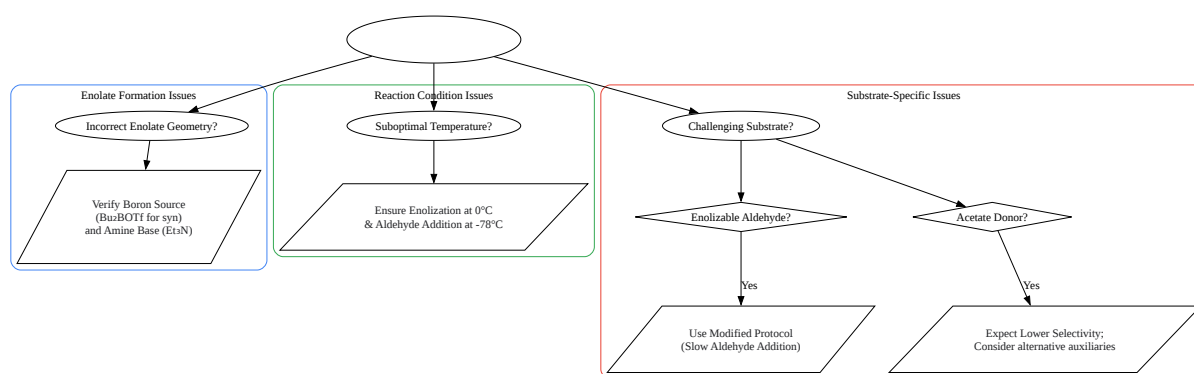 Enolate Formation Issues
Reaction Condition Issues
Substrate-Specific Issues
Incorrect Enolate Geometry?
Suboptimal Temperature?
Challenging Substrate?
Verify Boron Source
(Bu₂BOTf for syn)
and Amine Base (Et₃N)
Ensure Enolization at 0°C
& Aldehyde Addition at -78°C
Enolizable Aldehyde?
Acetate Donor?
Yes
Yes
Use Modified Protocol
(Slow Aldehyde Addition)
Expect Lower Selectivity;
Consider alternative auxiliaries